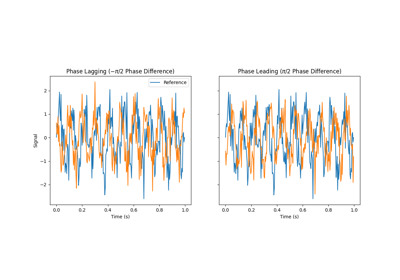 Phase Lagging (−π/2 Phase Difference)
Phase Leading (π/2 Phase Difference)
Reference
Signal
2
1
0
−1
−2
0.0 0.2 0.4 0.6 0.8 1.0
0.0 0.2 0.4 0.6 0.8 1.0
Time (s)
Time (s)